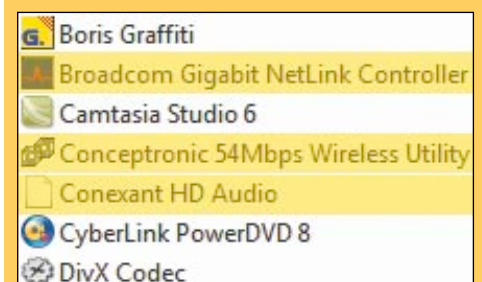 G. Boris Graffiti
Broadcom Gigabit NetLink Controller
Camtasia Studio 6
Conceptronic 54Mbps Wireless Utility
Conexant HD Audio
CyberLink PowerDVD 8
DivX Codec